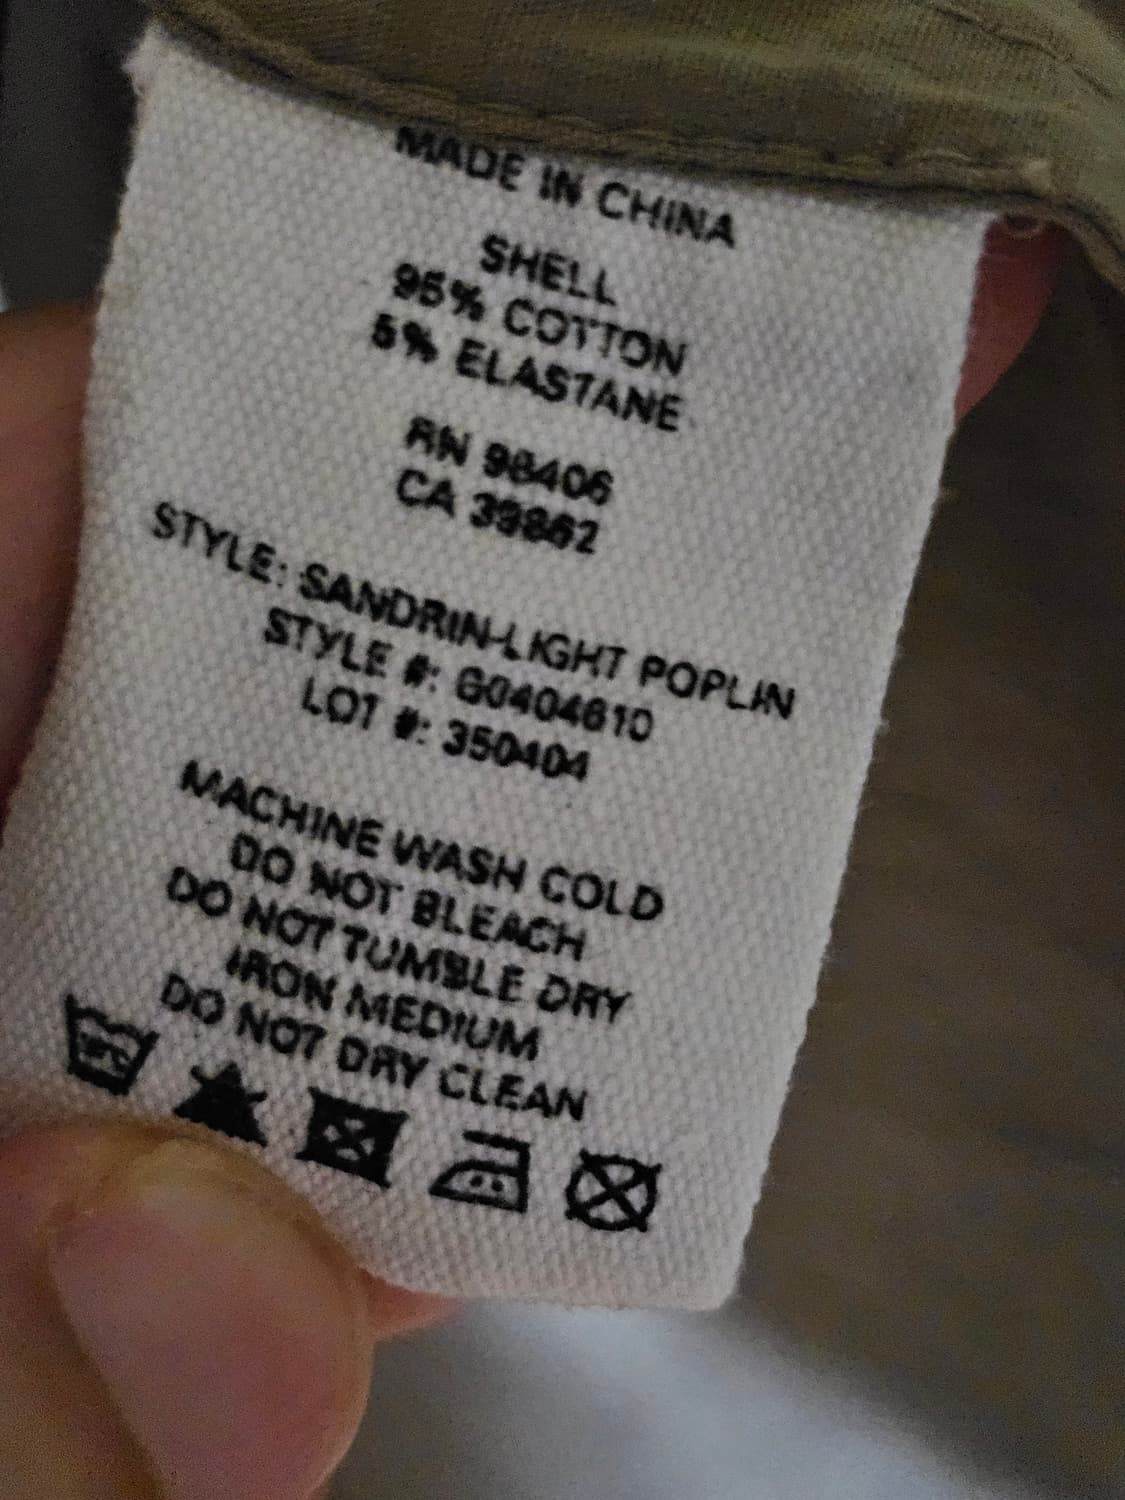 MADE IN CHINA
SHELL
95% COTTON
5% ELASTANE
RN 98406
CA 39862
STYLE: SANDRIN-LIGHT POPLIN
STYLE #: G0404610
LOT #: 350404
MACHINE WASH COLD
DO NOT BLEACH
DO NOT TUMBLE DRY
IRON MEDIUM
DO NOT DRY CLEAN